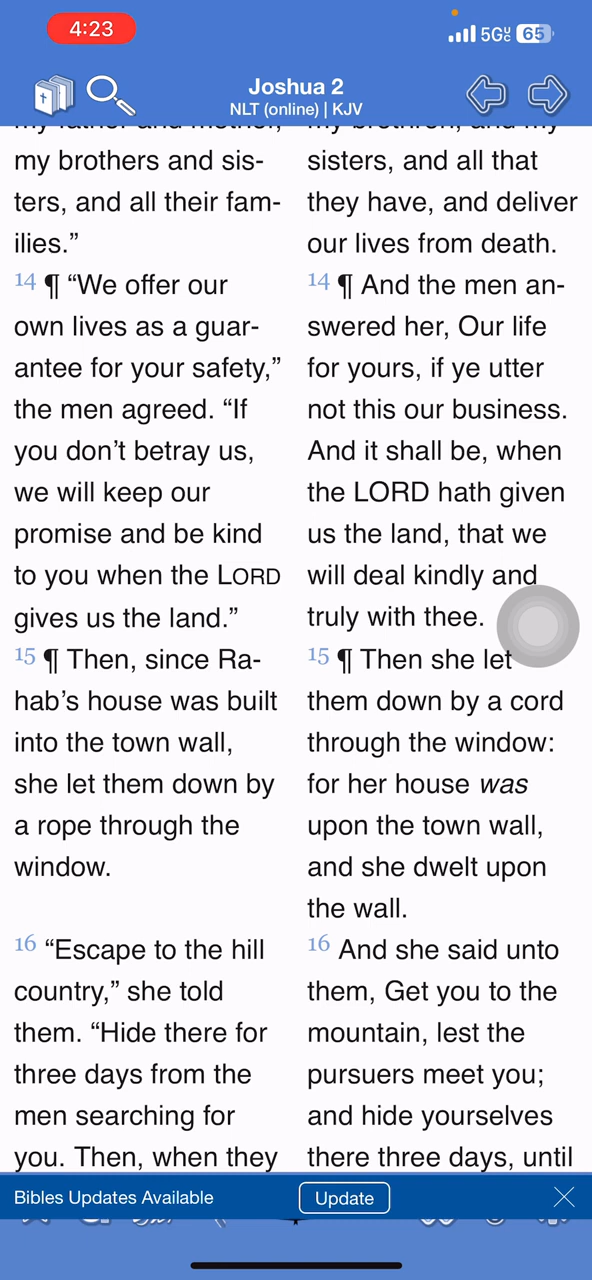 4:23
5G
65
Joshua 2
NLT (online) | KJV
my father and mother,
my brothers and sis-
ters, and all their fam-
ilies.”
14 ¶ “We offer our
own lives as a guar-
antee for your safety,”
the men agreed. “If
you don’t betray us,
we will keep our
promise and be kind
to you when the LORD
gives us the land.”
15 ¶ Then, since Ra-
hab’s house was built
into the town wall,
she let them down by
a rope through the
window.
16 “Escape to the hill
country,” she told
them. “Hide there for
three days from the
men searching for
you. Then, when they
my brethren, and my
sisters, and all that
they have, and deliver
our lives from death.
14 ¶ And the men an-
swered her, Our life
for yours, if ye utter
not this our business.
And it shall be, when
the LORD hath given
us the land, that we
will deal kindly and
truly with thee.
15 ¶ Then she let
them down by a cord
through the window:
for her house was
upon the town wall,
and she dwelt upon
the wall.
16 And she said unto
them, Get you to the
mountain, lest the
pursuers meet you;
and hide yourselves
there three days, until
Bibles Updates Available
Update